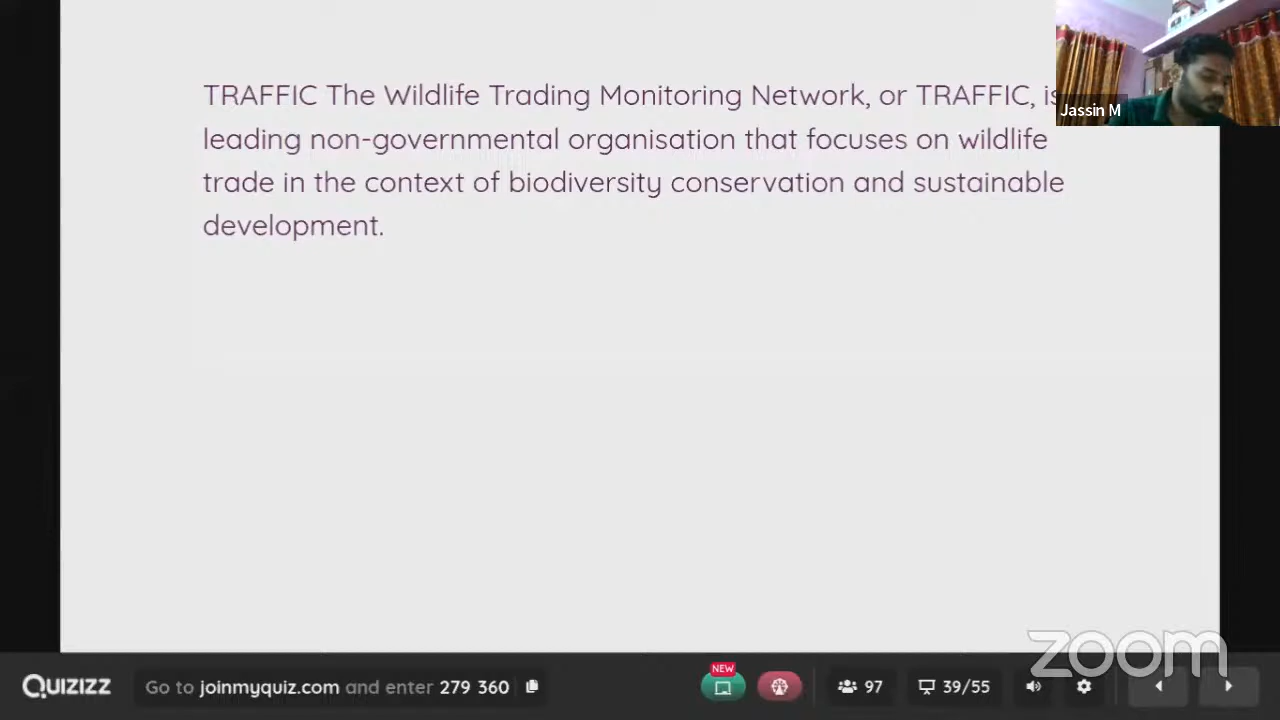 TRAFFIC The Wildlife Trading Monitoring Network, or TRAFFIC, is
leading non-governmental organisation that focuses on wildlife
trade in the context of biodiversity conservation and sustainable
development.
Jassin M
zoom
Quizizz
Go to joinmyquiz.com and enter 279 360
NEW
97
39/55